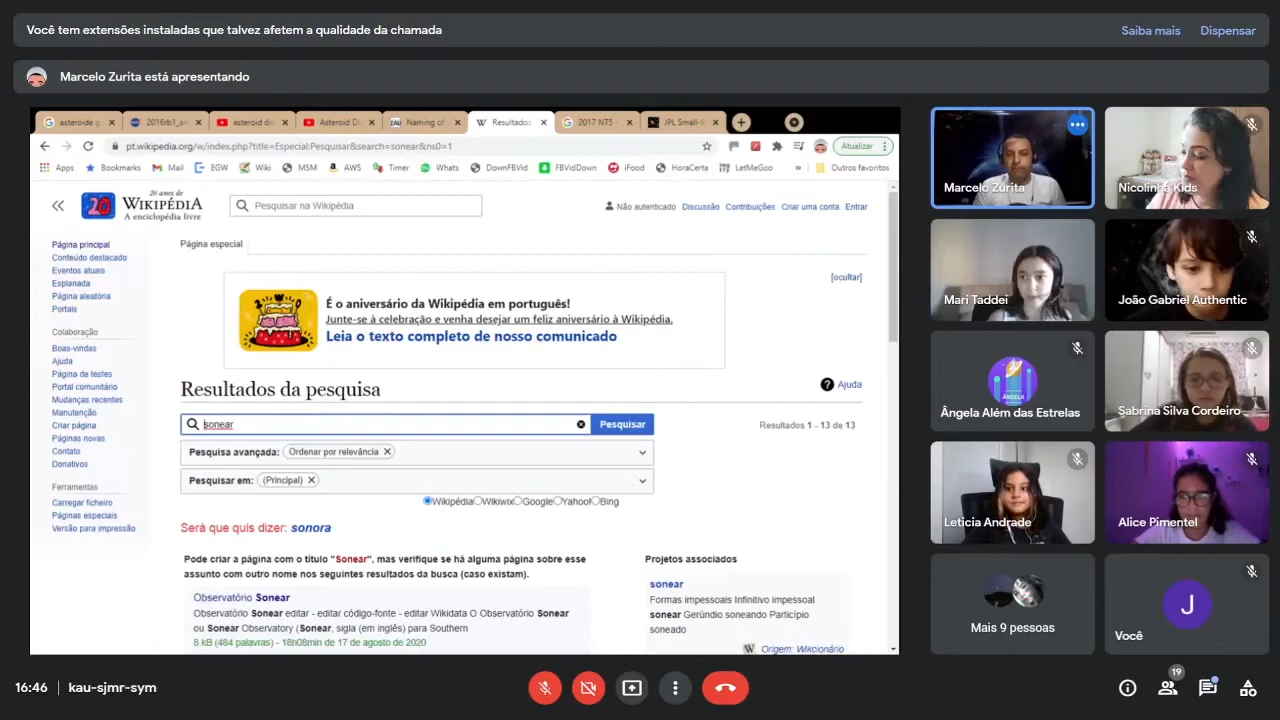 Você tem extensões instaladas que talvez afetem a qualidade da chamada
Saiba mais
Dispensar
Marcelo Zurita está apresentando
asteroide g
2016rb1_an
asteroid di
Asteroid Di
Naming of
Resultados
2017 NT5 -
JPL Small-B
pt.wikipedia.org/w/index.php?title=Especial:Pesquisar&search=sonear&ns0=1
Atualizar
Apps
Bookmarks
Mail
EGW
Wiki
MSM
AWS
Timer
Whats
DownFBVid
FBVidDown
iFood
HoraCerta
LetMeGoo
»
Outros favoritos
20 anos de
WIKIPÉDIA
A enciclopédia livre
Pesquisar na Wikipédia
Não autenticado Discussão Contribuições Criar uma conta Entrar
Página principal
Conteúdo destacado
Eventos atuais
Esplanada
Página aleatória
Portais
Colaboração
Boas-vindas
Ajuda
Página de testes
Portal comunitário
Mudanças recentes
Manutenção
Criar página
Páginas novas
Contato
Donativos
Ferramentas
Carregar ficheiro
Páginas especiais
Versão para impressão
Página especial
[ocultar]
É o aniversário da Wikipédia em português!
Junte-se à celebração e venha desejar um feliz aniversário à Wikipédia.
Leia o texto completo de nosso comunicado
Resultados da pesquisa
Ajuda
sonear
Pesquisar
Resultados 1 - 13 de 13
Pesquisa avançada: Ordenar por relevância
Pesquisar em: (Principal)
Wikipédia Wikiwix Google Yahoo! Bing
Será que quis dizer: sonora
Pode criar a página com o título "Sonear", mas verifique se há alguma página sobre esse
assunto com outro nome nos seguintes resultados da busca (caso existam).
Observatório Sonear
Observatório Sonear editar - editar código-fonte - editar Wikidata O Observatório Sonear
ou Sonear Observatory (Sonear, sigla (em inglês) para Southern
8 kB (484 palavras) - 18h08min de 17 de agosto de 2020
Projetos associados
sonear
Formas impessoais Infinitivo impessoal
sonear Gerúndio soneando Particípio
soneado
Origem: Wikcionário
Marcelo Zurita
Nicolinha Kids
Mari Taddei
João Gabriel Authentic
ÂNGELA
Ângela Além das Estrelas
Sabrina Silva Cordeiro
Leticia Andrade
Alice Pimentel
Mais 9 pessoas
J
Você
16:46 | kau-sjmr-sym
19